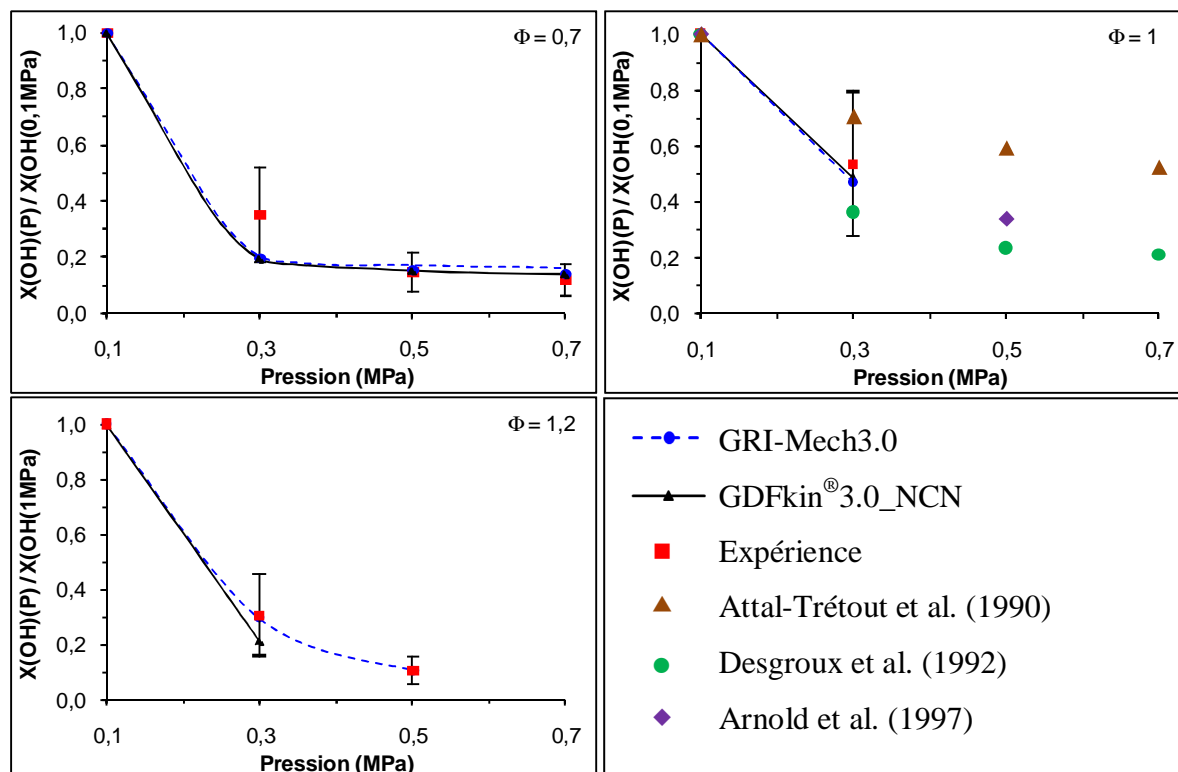 Φ = 0,7
X(OH)(P) / X(OH(0,1MPa)
1,0
0,8
0,6
0,4
0,2
0,0
0,1 0,3 0,5 0,7
Pression (MPa)
Φ = 1
X(OH)(P) / X(OH(0,1MPa)
1,0
0,8
0,6
0,4
0,2
0,0
0,1 0,3 0,5 0,7
Pression (MPa)
Φ = 1,2
X(OH)(P) / X(OH(1MPa)
1,0
0,8
0,6
0,4
0,2
0,0
0,1 0,3 0,5 0,7
Pression (MPa)
GRI-Mech3.0
GDFkin®3.0_NCN
Expérience
Attal-Trétout et al. (1990)
Desgroux et al. (1992)
Arnold et al. (1997)